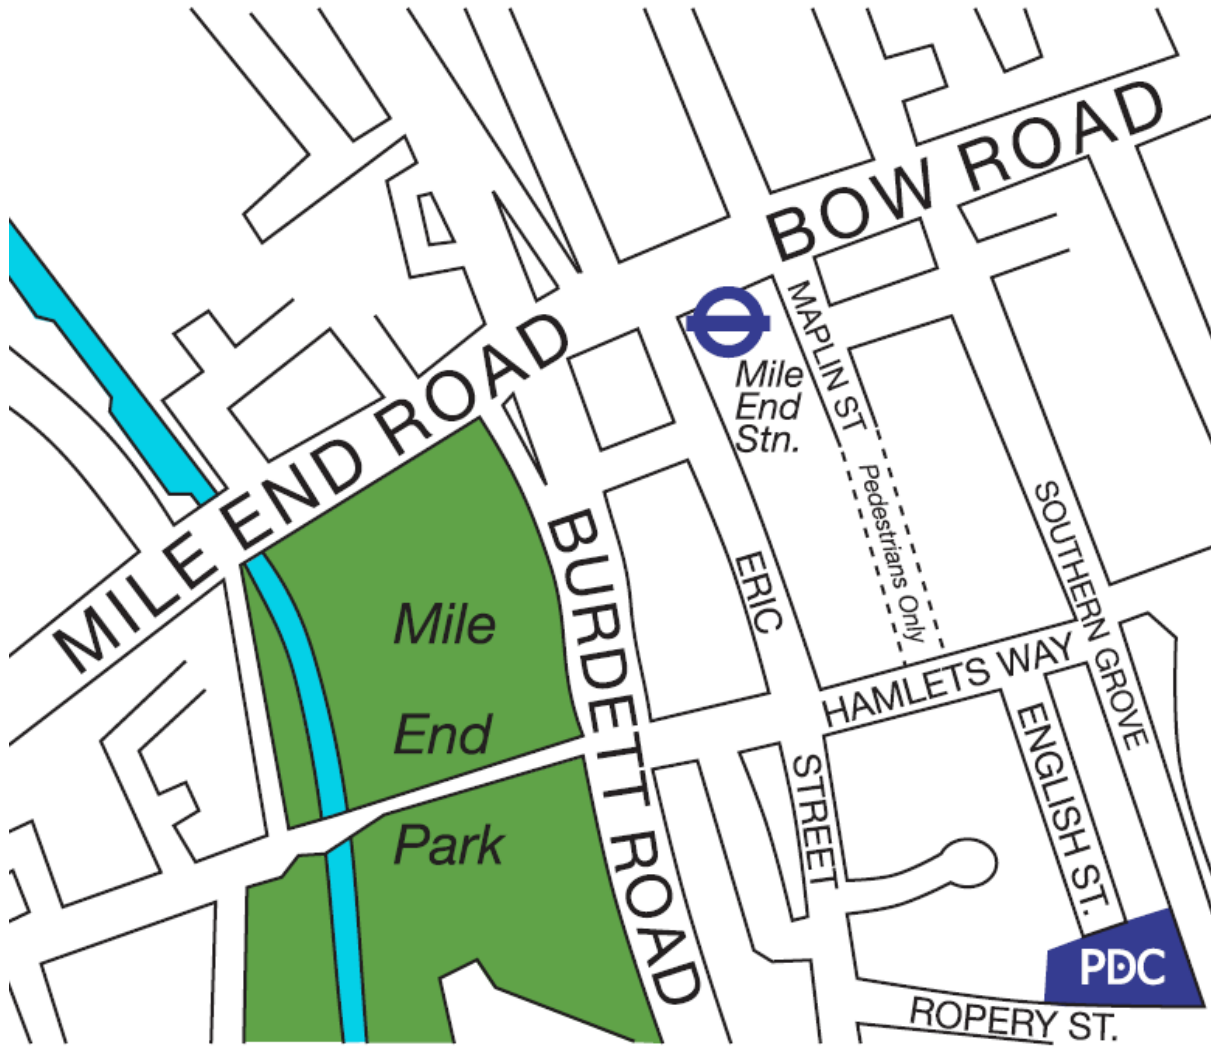 BOW ROAD
MAPLIN ST
Mile
End
Stn.
MILE END ROAD
Pedestrians Only
SOUTHERN GROVE
BURDETT ROAD
ERIC
STREET
Mile
End
Park
HAMLETS WAY
ENGLISH ST.
PDC
ROPERY ST.